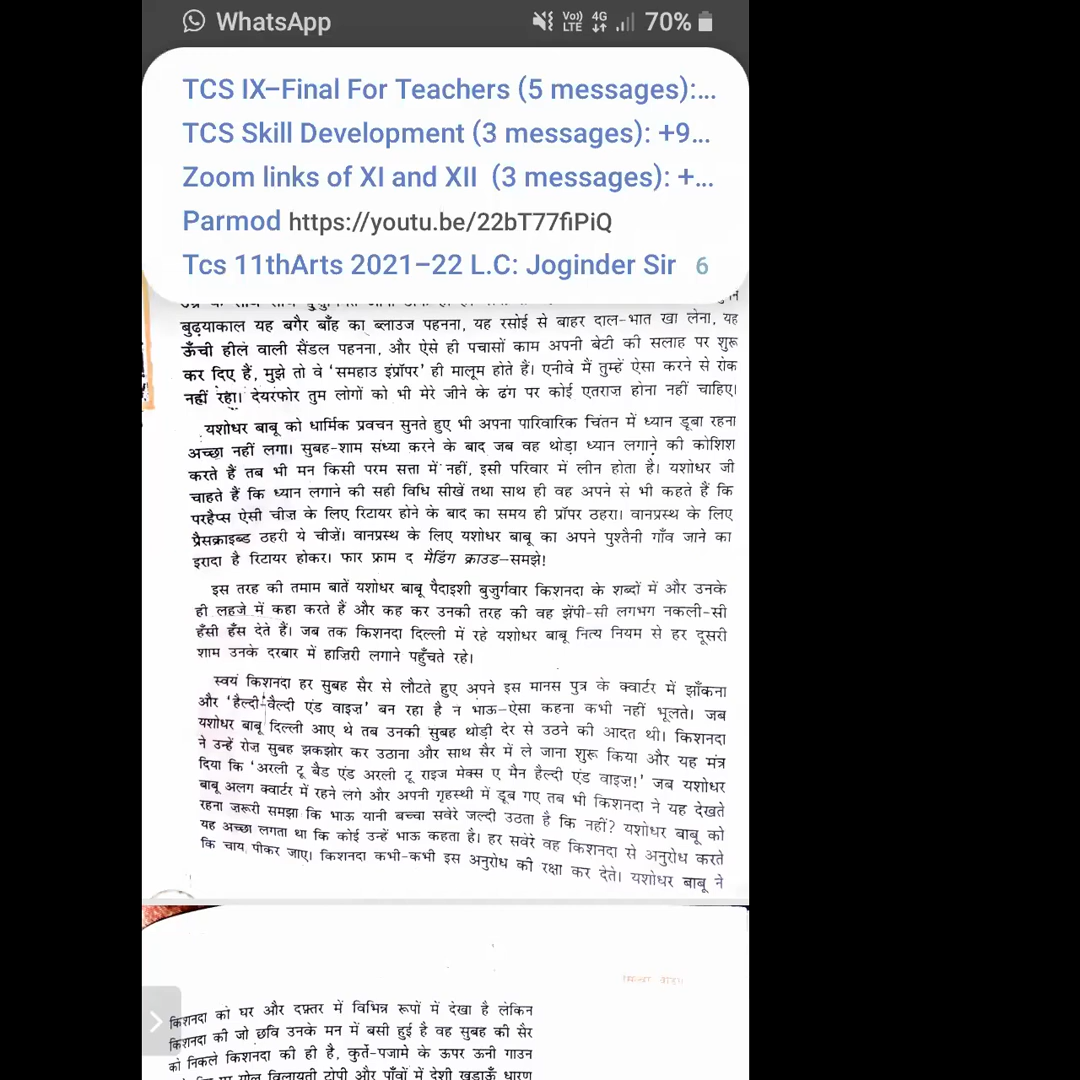 WhatsApp
Vo)) 4G 70%
LTE
TCS IX–Final For Teachers (5 messages):...
TCS Skill Development (3 messages): +9...
Zoom links of XI and XII (3 messages): +...
Parmod https://youtu.be/22bT77fiPiQ
Tcs 11thArts 2021–22 L.C: Joginder Sir 6
बुढ़याकाल यह बगैर बाँह का ब्लाउज पहनना, यह रसोई से बाहर दाल-भात खा लेना, यह
ऊँची हील वाली सैंडल पहनना, और ऐसे ही पचासों काम अपनी बेटी की सलाह पर शुरू
कर दिए हैं, मुझे तो वे ‘समहाउ इंप्रॉपर’ ही मालूम होते हैं। एनीवे मैं तुम्हें ऐसा करने से रोक
नहीं रहा। देयरफोर तुम लोगों को भी मेरे जीने के ढंग पर कोई एतराज़ होना नहीं चाहिए।
यशोधर बाबू को धार्मिक प्रवचन सुनते हुए भी अपना पारिवारिक चिंतन में ध्यान डूबा रहना
अच्छा नहीं लगा। सुबह-शाम संध्या करने के बाद जब वह थोड़ा ध्यान लगाने की कोशिश
करते हैं तब भी मन किसी परम सत्ता में नहीं, इसी परिवार में लीन होता है। यशोधर जी
चाहते हैं कि ध्यान लगाने की सही विधि सीखें तथा साथ ही वह अपने से भी कहते हैं कि
परहैप्स ऐसी चीज़ के लिए रिटायर होने के बाद का समय ही प्रॉपर ठहरा। वानप्रस्थ के लिए
प्रैसक्राइब्ड ठहरी ये चीजें। वानप्रस्थ के लिए यशोधर बाबू का अपने पुश्तैनी गाँव जाने का
इरादा है रिटायर होकर। फार फ्राम द मैडिंग क्राउड–समझे!
इस तरह की तमाम बातें यशोधर बाबू पैदाइशी बुजुर्गवार किशनदा के शब्दों में और उनके
ही लहजे में कहा करते हैं और कह कर उनकी तरह की वह झेंपी-सी लगभग नकली-सी
हँसी हँस देते हैं। जब तक किशनदा दिल्ली में रहे यशोधर बाबू नित्य नियम से हर दूसरी
शाम उनके दरबार में हाज़िरी लगाने पहुँचते रहे।
स्वयं किशनदा हर सुबह सैर से लौटते हुए अपने इस मानस पुत्र के क्वार्टर में झाँकना
और ‘हैल्दी-वैल्दी एंड वाइज़’ बन रहा है न भाऊ–ऐसा कहना कभी नहीं भूलते। जब
यशोधर बाबू दिल्ली आए थे तब उनकी सुबह थोड़ी देर से उठने की आदत थी। किशनदा
ने उन्हें रोज़ सुबह झकझोर कर उठाना और साथ सैर में ले जाना शुरू किया और यह मंत्र
दिया कि ‘अरली टू बैड एंड अरली टू राइज मेक्स ए मैन हैल्दी एंड वाइज़!’ जब यशोधर
बाबू अलग क्वार्टर में रहने लगे और अपनी गृहस्थी में डूब गए तब भी किशनदा ने यह देखते
रहना ज़रूरी समझा कि भाऊ यानी बच्चा सवेरे जल्दी उठता है कि नहीं? यशोधर बाबू को
यह अच्छा लगता था कि कोई उन्हें भाऊ कहता है। हर सवेरे वह किशनदा से अनुरोध करते
कि चाय पीकर जाए। किशनदा कभी-कभी इस अनुरोध की रक्षा कर देते। यशोधर बाबू ने
किशनदा को घर और दफ़्तर में विभिन्न रूपों में देखा है लेकिन
किशनदा की जो छवि उनके मन में बसी हुई है वह सुबह की सैर
को निकले किशनदा की ही है, कुर्ते-पजामे के ऊपर ऊनी गाउन
गोल विलायती टोपी और पाँवों में देशी खड़ाऊँ धारण